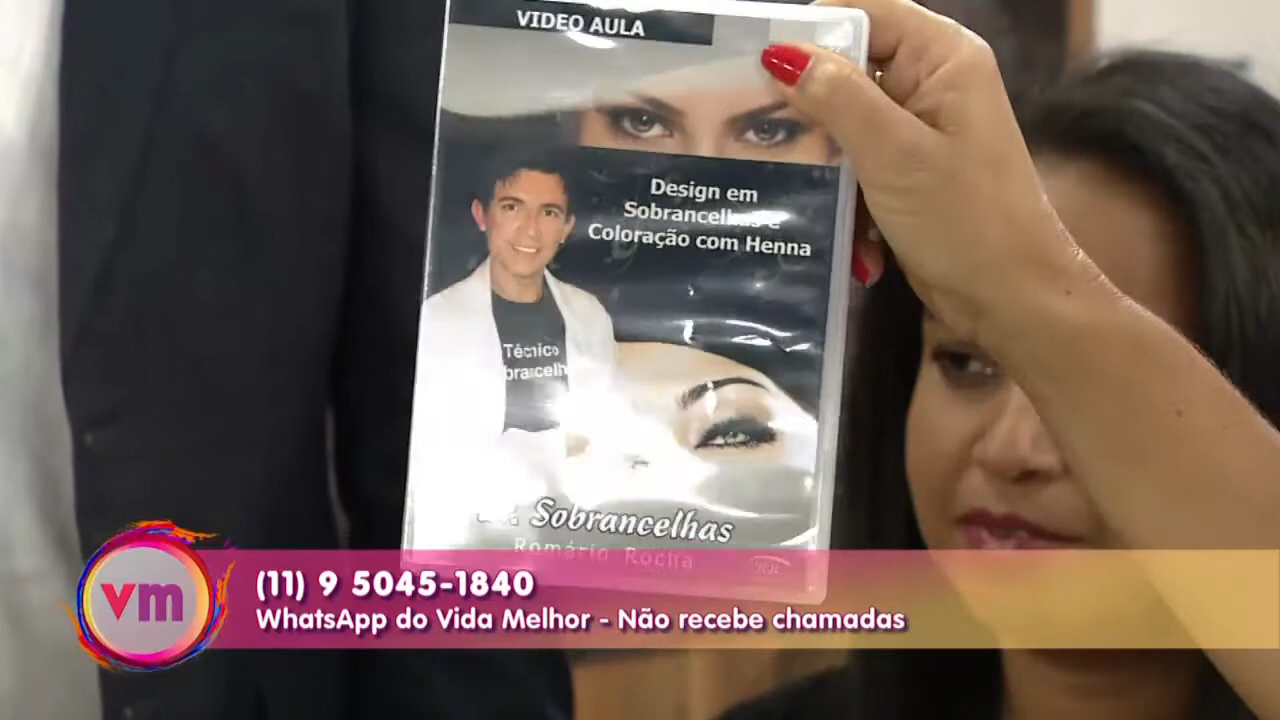 VIDEO AULA
Design em
Sobrancelhas e
Coloração com Henna
Técnico
Sobrancelhas
Romário Rocha
vm
(11) 9 5045-1840
WhatsApp do Vida Melhor - Não recebe chamadas